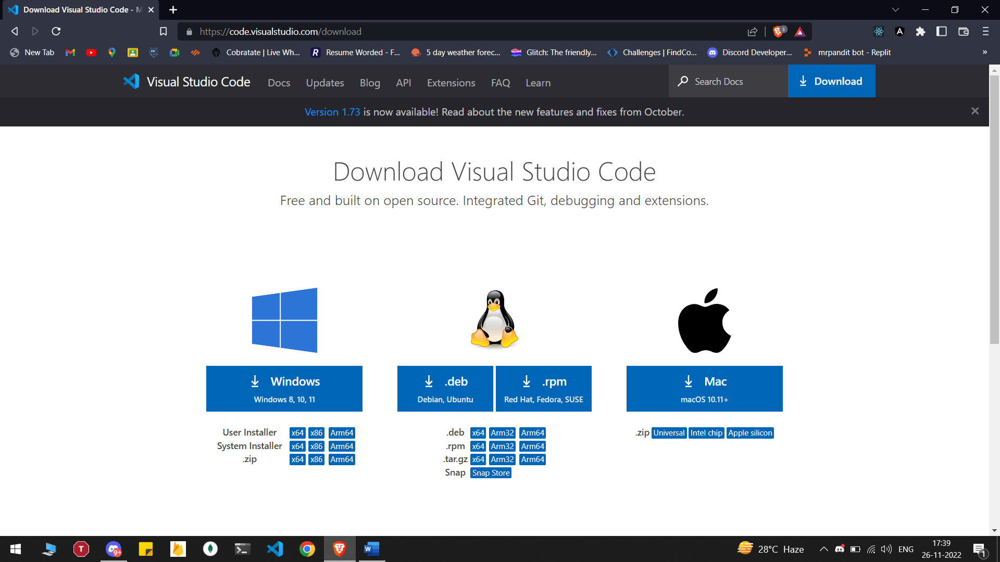 Download Visual Studio Code - M
https://code.visualstudio.com/download
3
New Tab
Cobratate | Live Wh...
R
Resume Worded - F...
5 day weather forec...
Glitch: The friendly...
Challenges | FindCo...
Discord Developer...
mrpandit bot - Replit
»
Visual Studio Code
Docs
Updates
Blog
API
Extensions
FAQ
Learn
Search Docs
Download
Version 1.73 is now available! Read about the new features and fixes from October.
Download Visual Studio Code
Free and built on open source. Integrated Git, debugging and extensions.
Windows
Windows 8, 10, 11
.deb
Debian, Ubuntu
.rpm
Red Hat, Fedora, SUSE
Mac
macOS 10.11+
User Installer x64 x86 Arm64
System Installer x64 x86 Arm64
.zip x64 x86 Arm64
.deb x64 Arm32 Arm64
.rpm x64 Arm32 Arm64
.tar.gz x64 Arm32 Arm64
Snap Snap Store
.zip Universal Intel chip Apple silicon
T
9+
W
28°C Haze
ENG
17:39
26-11-2022
1